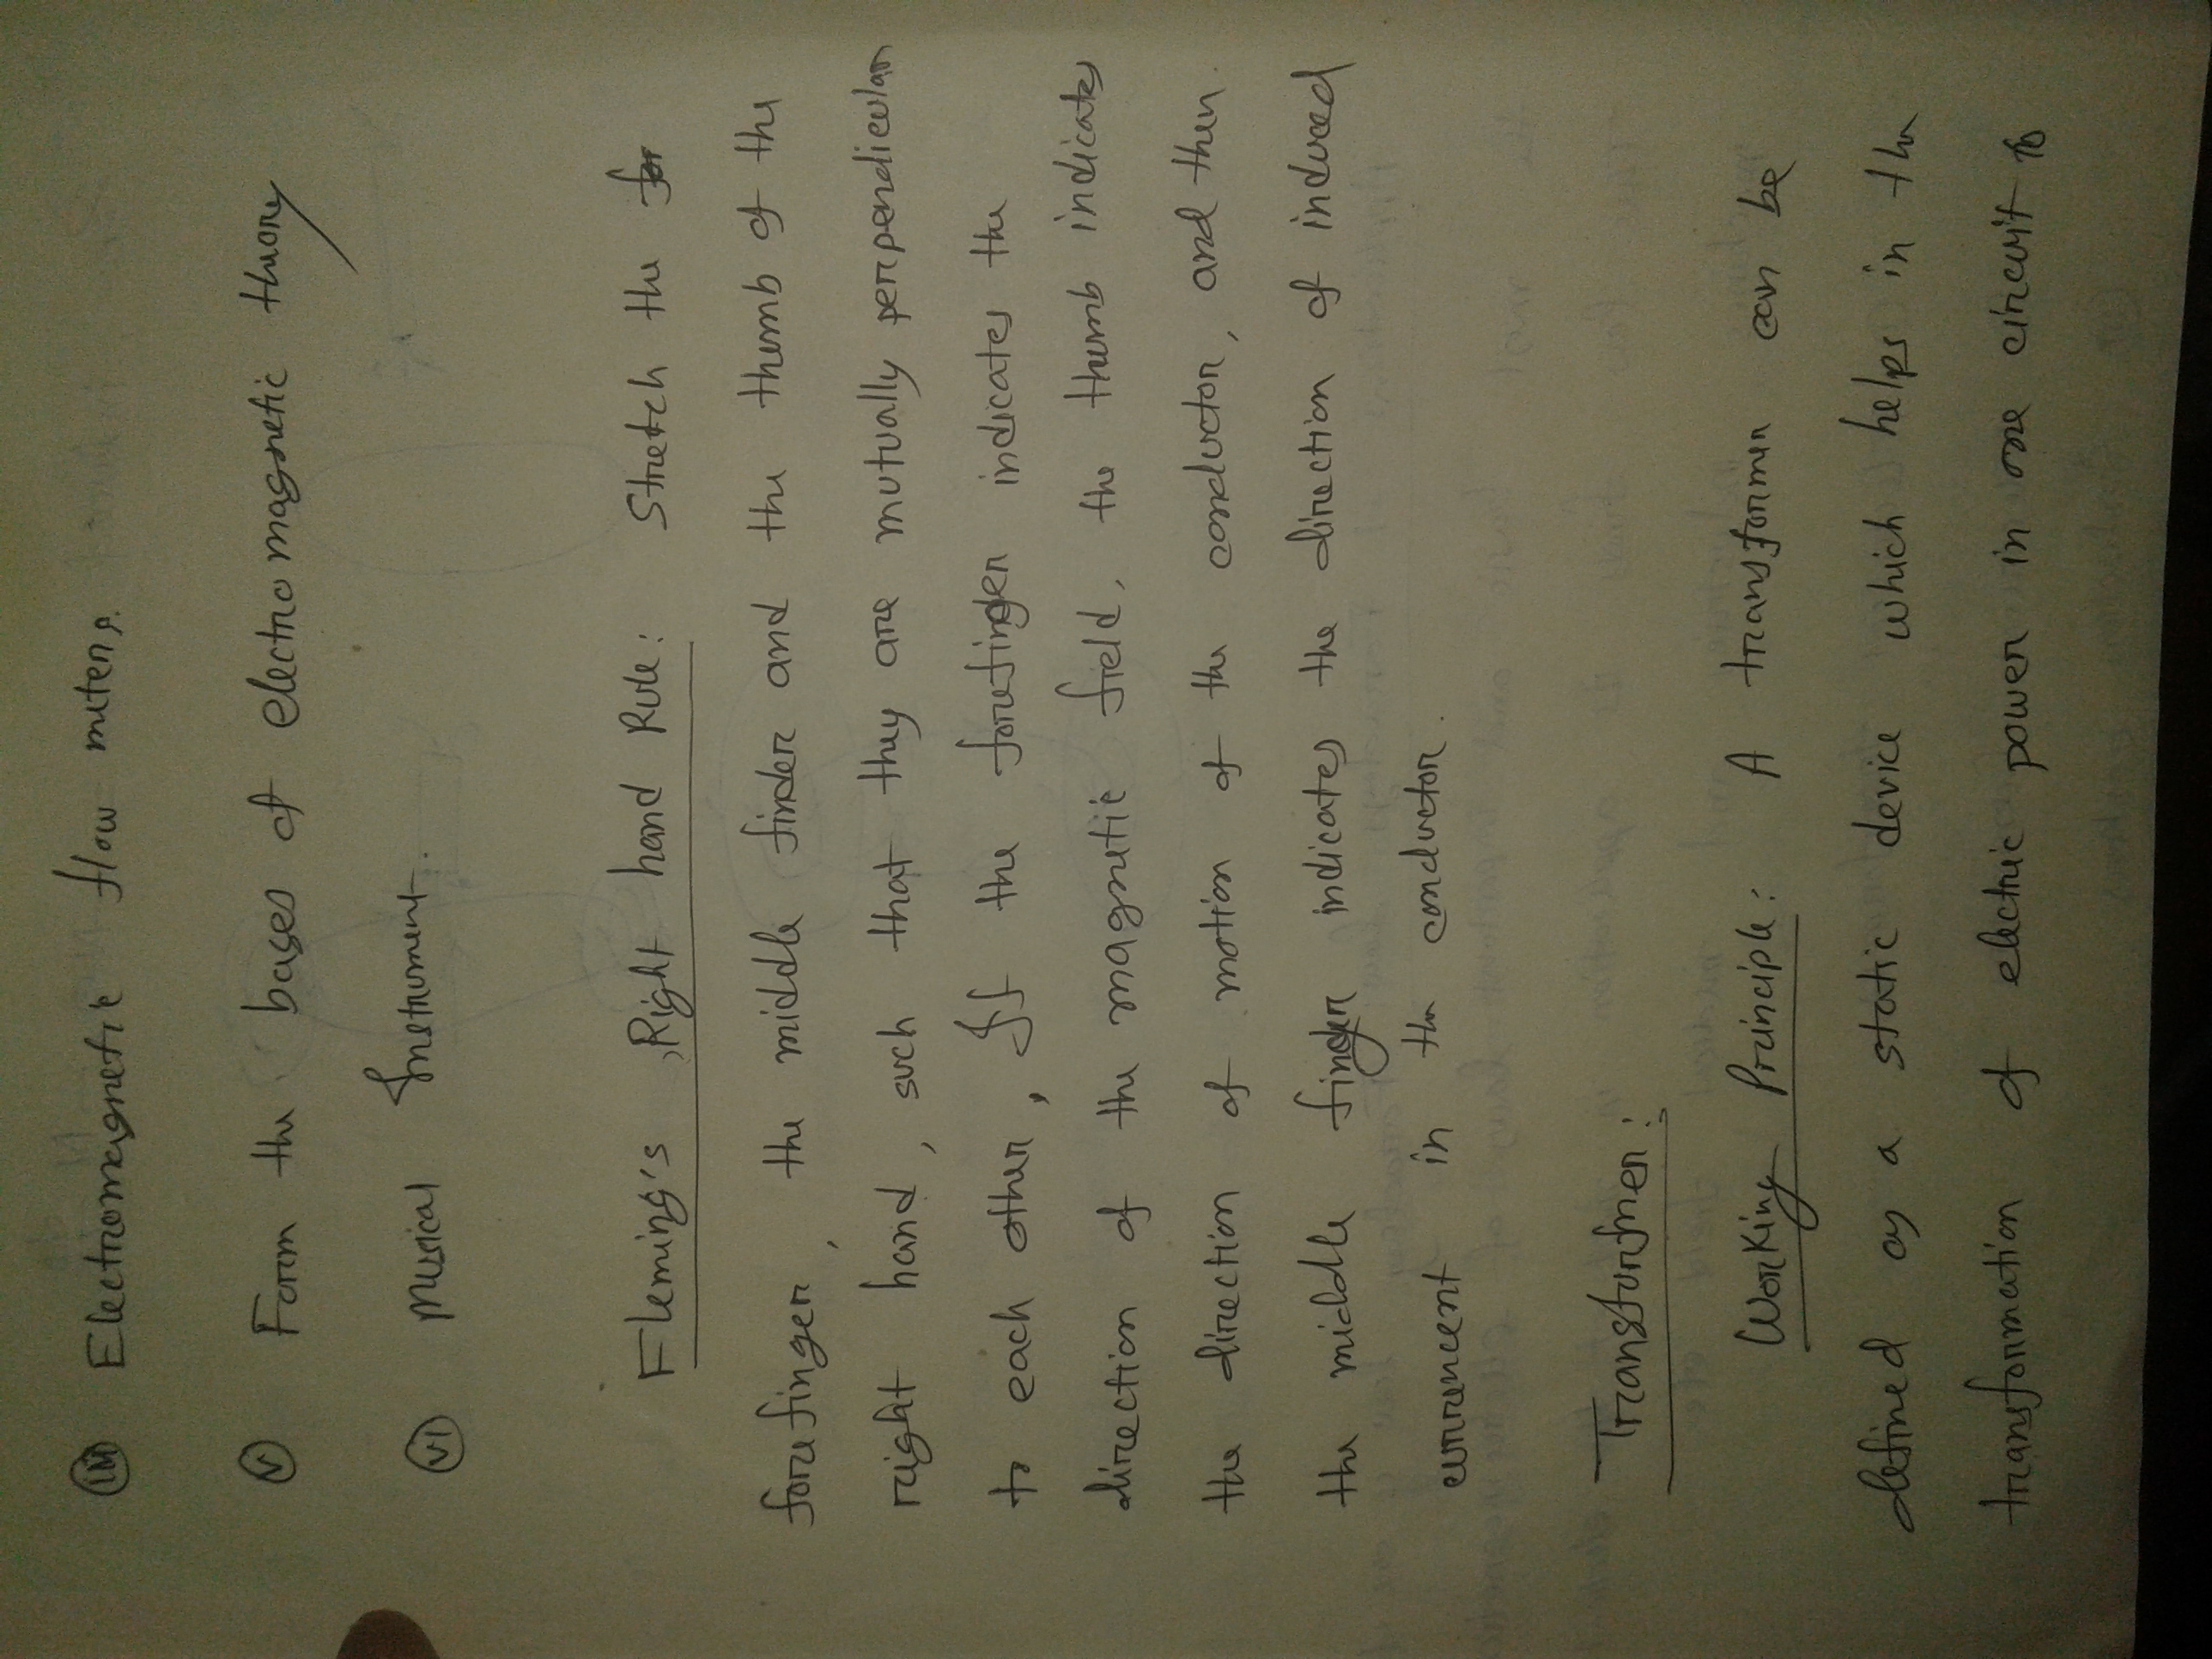 (iv) Electromagnetic flow meters.
(v) Form the bases of electromagnetic theory
(vi) Musical Instrument.
Fleming's Right hand Rule: Stretch the for
forefinger, the middle finder and the thumb of the
right hand, such that they are mutually perpendicular
to each other, If the forefinger indicates the
direction of the magnetic field, the thumb indicates
the direction of motion of the conductor, and then
the middle finger indicates the direction of induced
currencent in the conductor.
Transformer:
Working Principle: A transformer can be
defined as a static device which helps in the
transformation of electric power in one circuit to